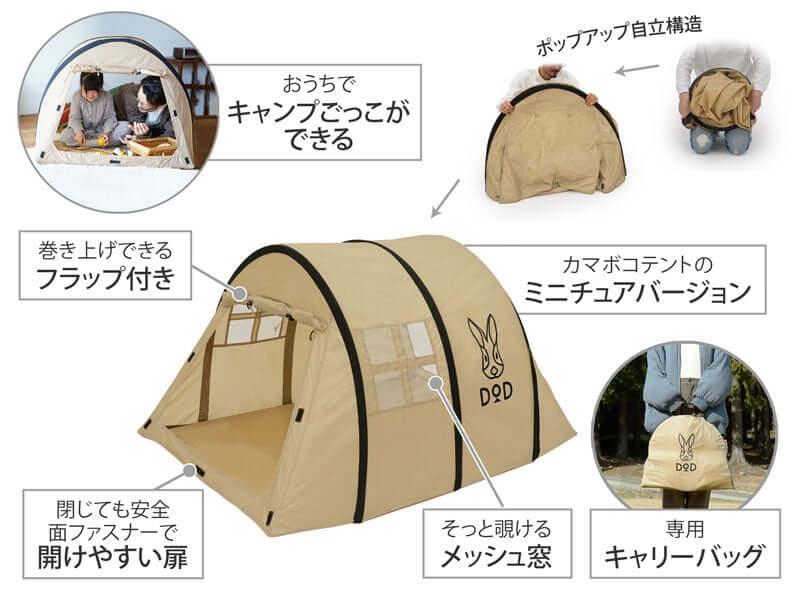 おうちで
キャンプごっこが
できる
ポップアップ自立構造
巻き上げできる
フラップ付き
カマボコテントの
ミニチュアバージョン
DOD
DOD
閉じても安全
面ファスナーで
開けやすい扉
そっと覗ける
メッシュ窓
専用
キャリーバッグ